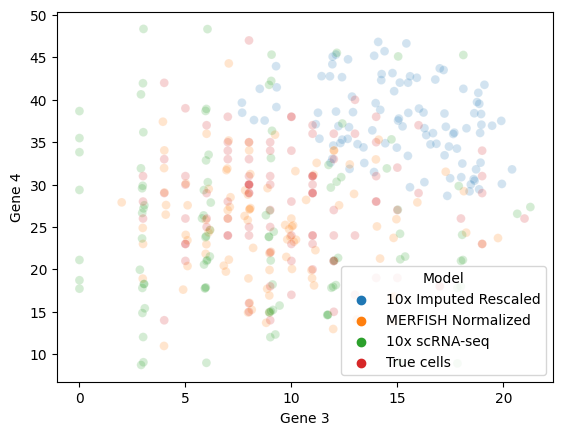 50
45
40
35
30
25
20
15
10
Gene 4
0
5
10
15
20
Gene 3
Model
10x Imputed Rescaled
MERFISH Normalized
10x scRNA-seq
True cells